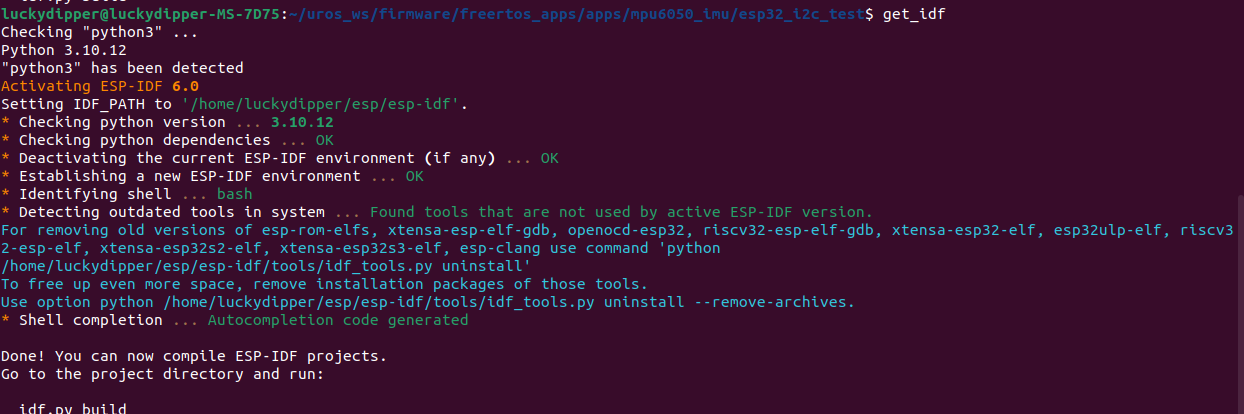 luckydipper@luckydipper-MS-7D75:~/uros_ws/firmware/freertos_apps/apps/mpu6050_imu/esp32_i2c_test$ get_idf
Checking "python3" ...
Python 3.10.12
"python3" has been detected
Activating ESP-IDF 6.0
Setting IDF_PATH to '/home/luckydipper/esp/esp-idf'.
* Checking python version ... 3.10.12
* Checking python dependencies ... OK
* Deactivating the current ESP-IDF environment (if any) ... OK
* Establishing a new ESP-IDF environment ... OK
* Identifying shell ... bash
* Detecting outdated tools in system ... Found tools that are not used by active ESP-IDF version.
For removing old versions of esp-rom-elfs, xtensa-esp-elf-gdb, openocd-esp32, riscv32-esp-elf-gdb, xtensa-esp32-elf, esp32ulp-elf, riscv3
2-esp-elf, xtensa-esp32s2-elf, xtensa-esp32s3-elf, esp-clang use command 'python
/home/luckydipper/esp/esp-idf/tools/idf_tools.py uninstall'
To free up even more space, remove installation packages of those tools.
Use option python /home/luckydipper/esp/esp-idf/tools/idf_tools.py uninstall --remove-archives.
* Shell completion ... Autocompletion code generated
Done! You can now compile ESP-IDF projects.
Go to the project directory and run:
idf.py build